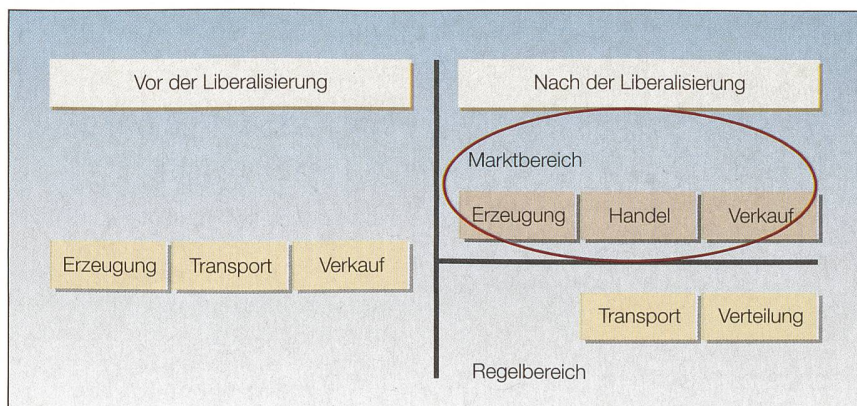 Vor der Liberalisierung
Erzeugung
Transport
Verkauf
Nach der Liberalisierung
Marktbereich
Erzeugung
Handel
Verkauf
Transport
Verteilung
Regelbereich